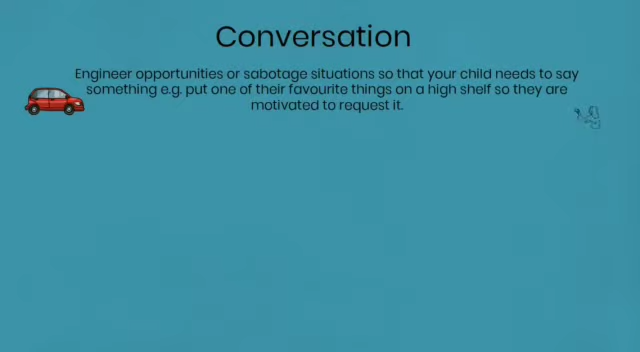 Conversation
Engineer opportunities or sabotage situations so that your child needs to say
something e.g. put one of their favourite things on a high shelf so they are
motivated to request it.